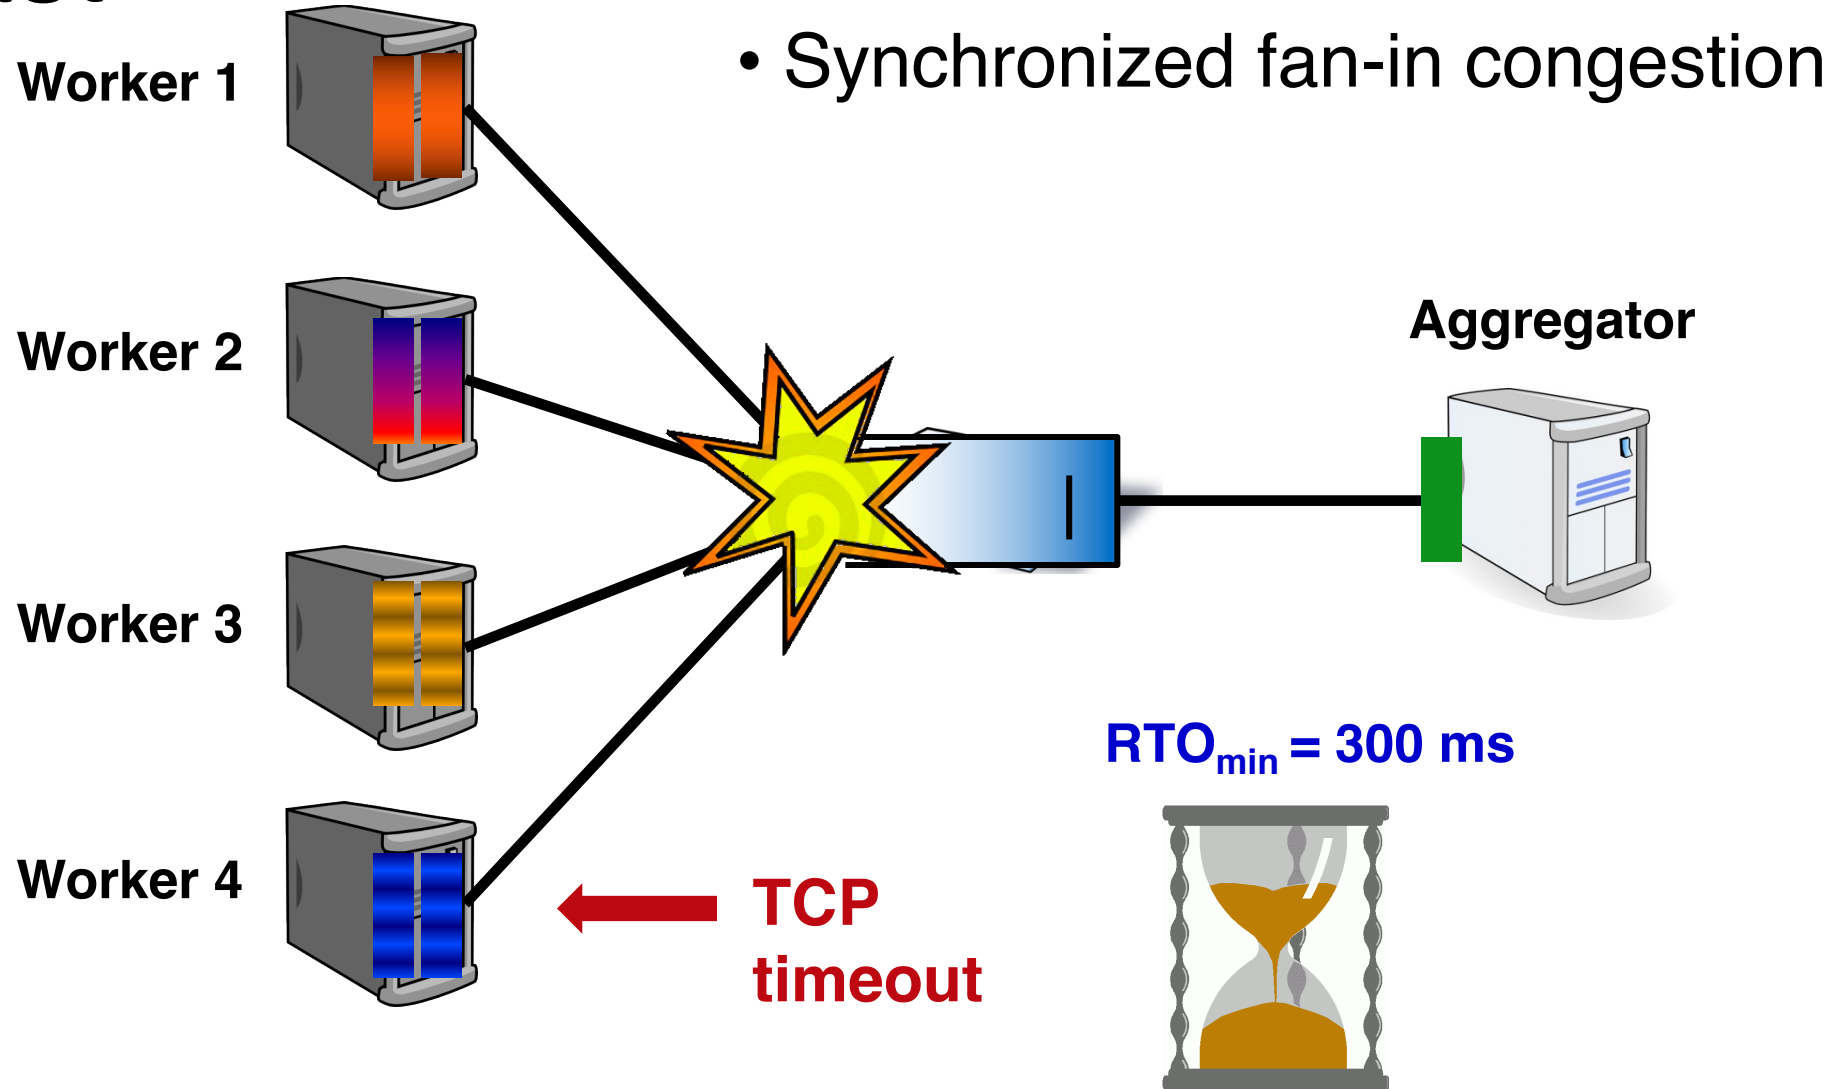 • Synchronized fan-in congestion
Worker 1
Worker 2
Aggregator
Worker 3
RTOmin = 300 ms
Worker 4
TCP
timeout